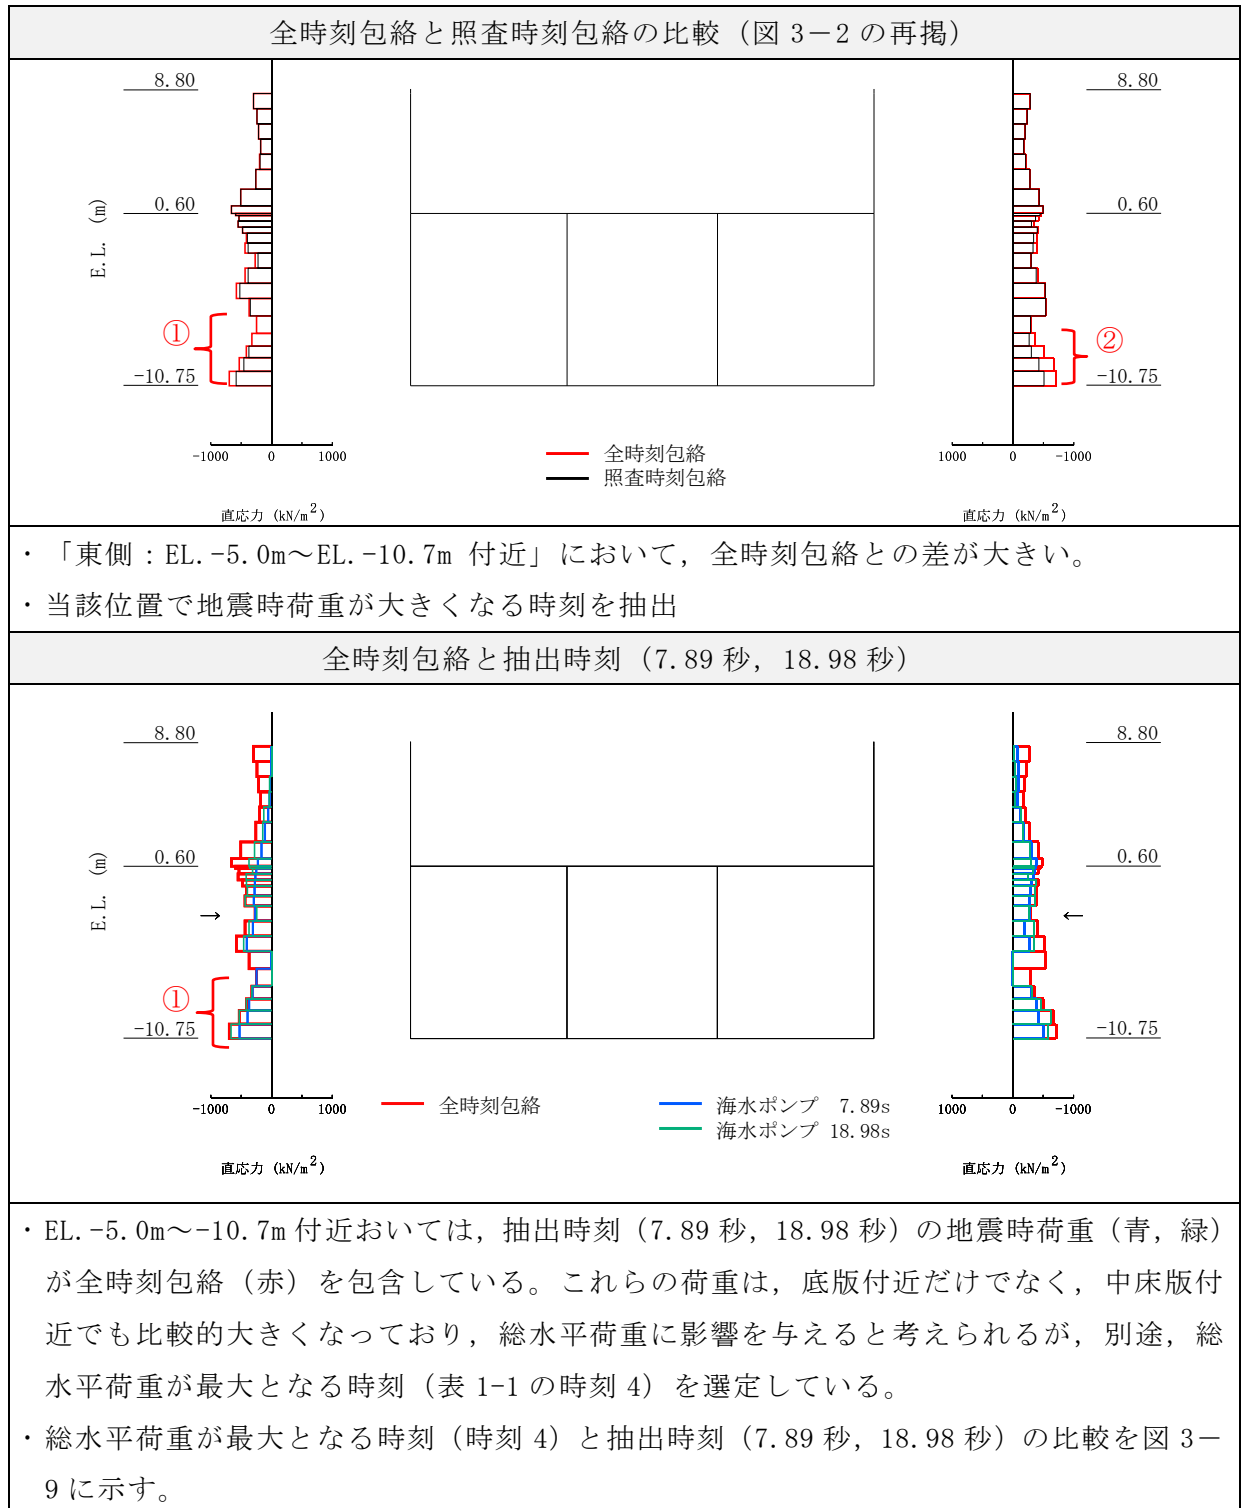 全時刻包絡と照査時刻包絡の比較（図 3－2 の再掲）
8.80
8.80
0.60
0.60
E.L. (m)
①
②
-10.75
-10.75
-1000 0 1000
1000 0 -1000
全時刻包絡
照査時刻包絡
直応力 (kN/m²)
直応力 (kN/m²)
・「東側：EL.-5.0m～EL.-10.7m 付近」において，全時刻包絡との差が大きい。
・当該位置で地震時荷重が大きくなる時刻を抽出
全時刻包絡と抽出時刻（7.89 秒，18.98 秒）
8.80
8.80
0.60
0.60
E.L. (m)
→
←
①
-10.75
-10.75
-1000 0 1000
1000 0 -1000
全時刻包絡
海水ポンプ 7.89s
海水ポンプ 18.98s
直応力 (kN/m²)
直応力 (kN/m²)
・EL.-5.0m～-10.7m 付近おいては，抽出時刻（7.89 秒，18.98 秒）の地震時荷重（青，緑）
が全時刻包絡（赤）を包含している。これらの荷重は，底版付近だけでなく，中床版付
近でも比較的大きくなっており，総水平荷重に影響を与えると考えられるが，別途，総
水平荷重が最大となる時刻（表 1-1 の時刻 4）を選定している。
・総水平荷重が最大となる時刻（時刻 4）と抽出時刻（7.89 秒，18.98 秒）の比較を図 3－
9 に示す。